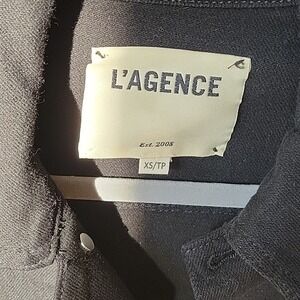 L'AGENCE
Est. 2008
XS/TP